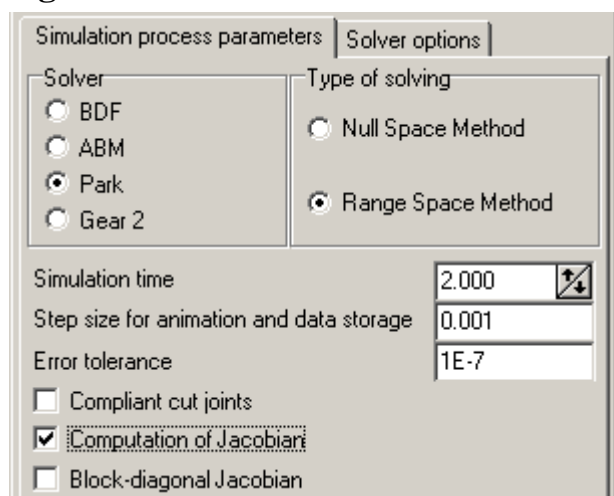 Simulation process parameters
Solver options
Solver
BDF
ABM
Park
Gear 2
Type of solving
Null Space Method
Range Space Method
Simulation time 2.000
Step size for animation and data storage 0.001
Error tolerance 1E-7
Compliant cut joints
Computation of Jacobian
Block-diagonal Jacobian